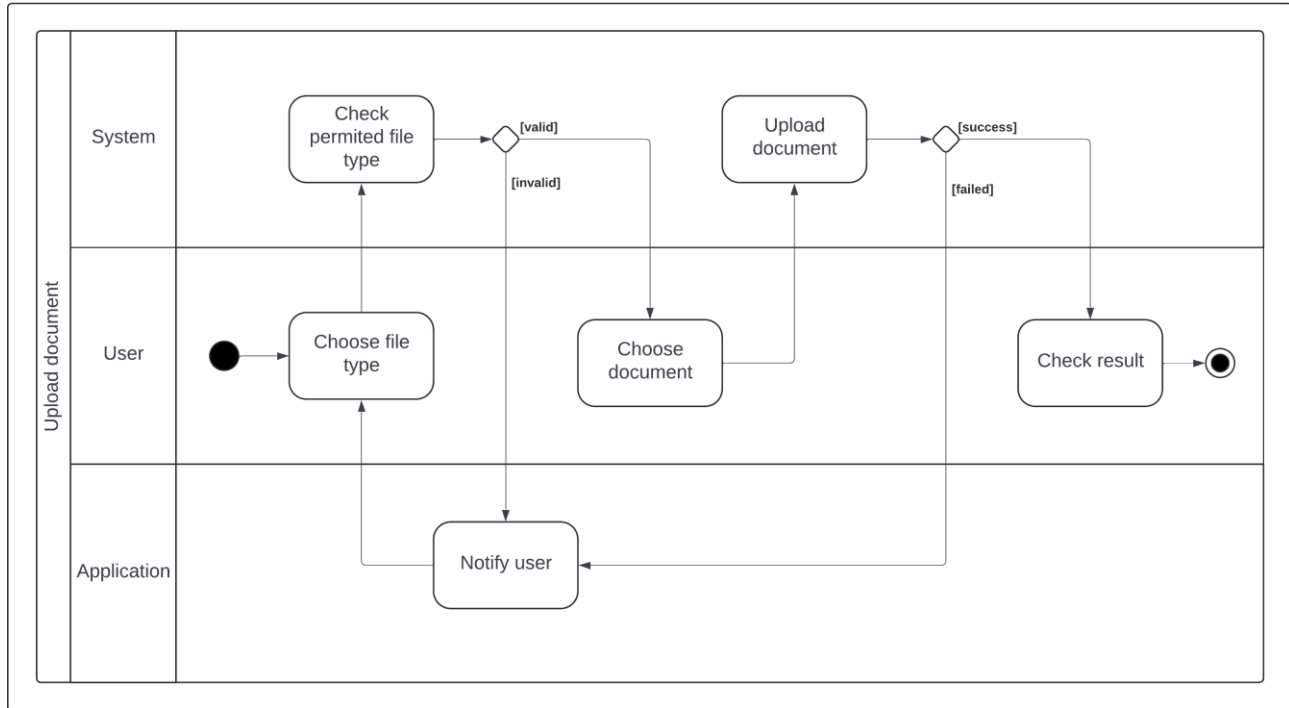 Upload document
System
Check
permited file
type
[valid]
[invalid]
Upload
document
[success]
[failed]
User
Choose file
type
Choose
document
Check result
Application
Notify user